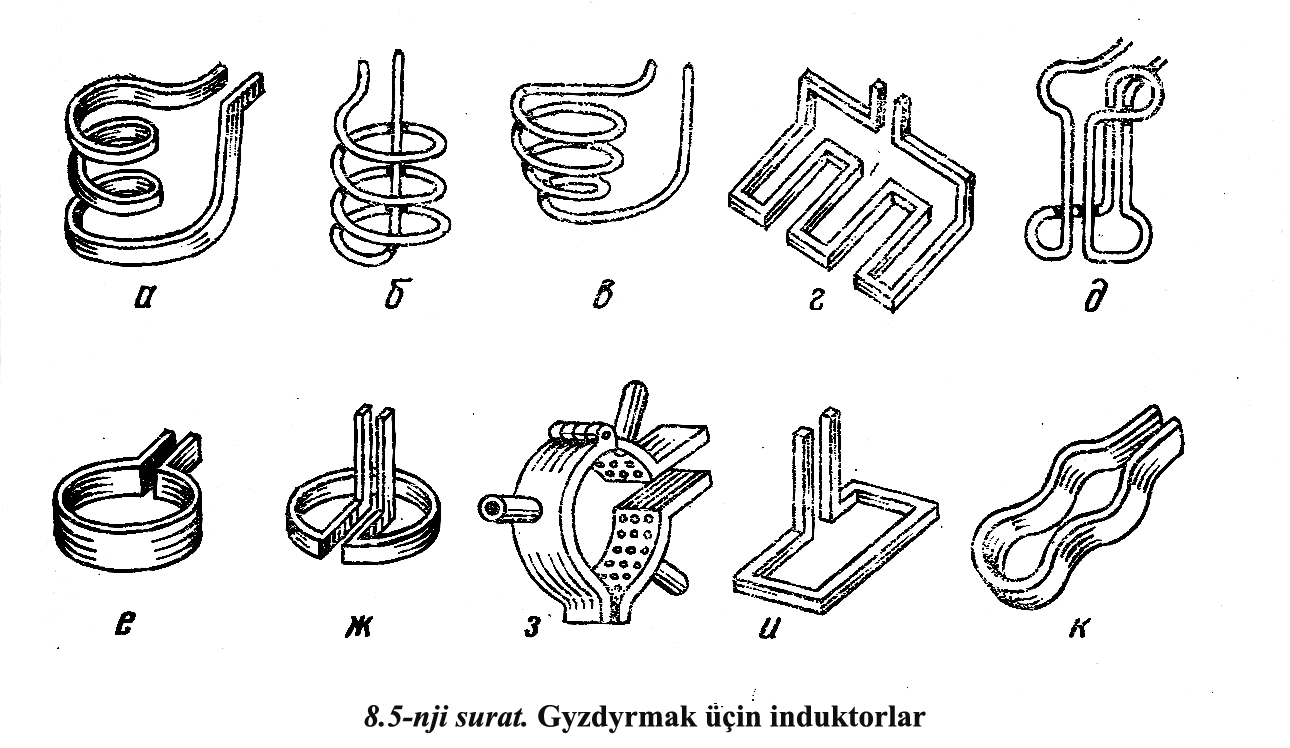 а б в г д
е ж з и к
8.5-nji surat. Gyzdyrmak üçin induktorlar